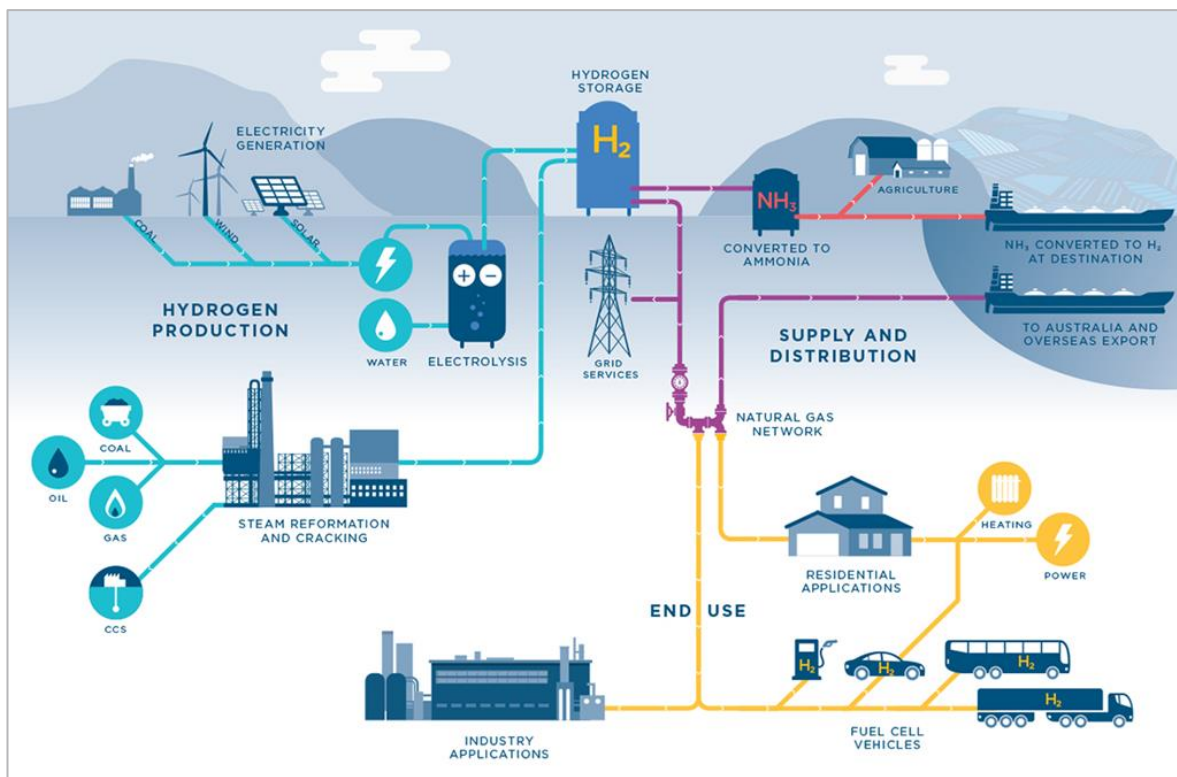 HYDROGEN
STORAGE
H₂
ELECTRICITY
GENERATION
COAL
WIND
SOLAR
AGRICULTURE
NH₃
CONVERTED TO
AMMONIA
NH₃ CONVERTED TO H₂
AT DESTINATION
HYDROGEN
PRODUCTION
WATER
ELECTROLYSIS
GRID
SERVICES
SUPPLY AND
DISTRIBUTION
TO AUSTRALIA AND
OVERSEAS EXPORT
NATURAL GAS
NETWORK
COAL
OIL
GAS
STEAM REFORMATION
AND CRACKING
CCS
HEATING
POWER
RESIDENTIAL
APPLICATIONS
END USE
H₂
H₂
H₂
H₂
INDUSTRY
APPLICATIONS
FUEL CELL
VEHICLES